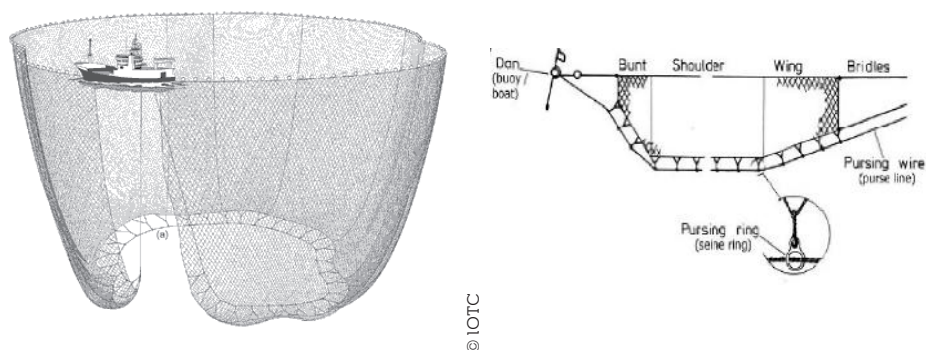 (a)
© IOTC
Dan
(buoy /
boat)
Bunt
Shoulder
Wing
Bridles
Pursing wire
(purse line)
Pursing ring
(seine ring)